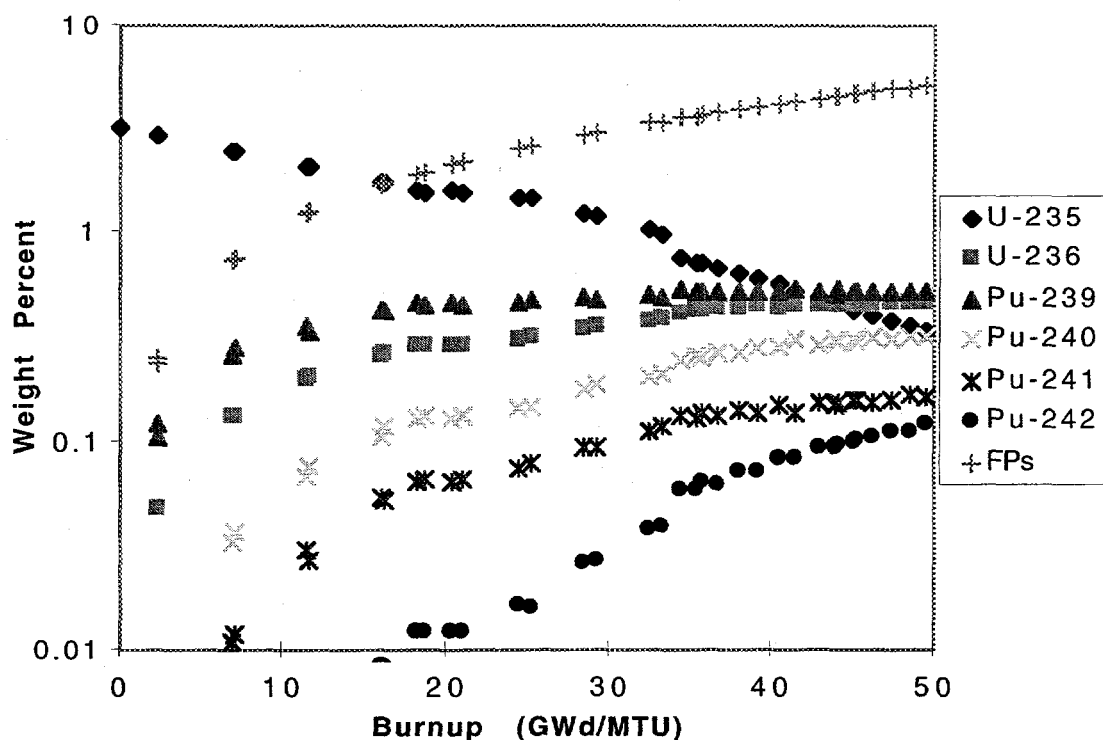 10
1
0.1
0.01
Weight Percent
0 10 20 30 40 50
Burnup (GWd/MTU)
U-235
U-236
Pu-239
Pu-240
Pu-241
Pu-242
FPs